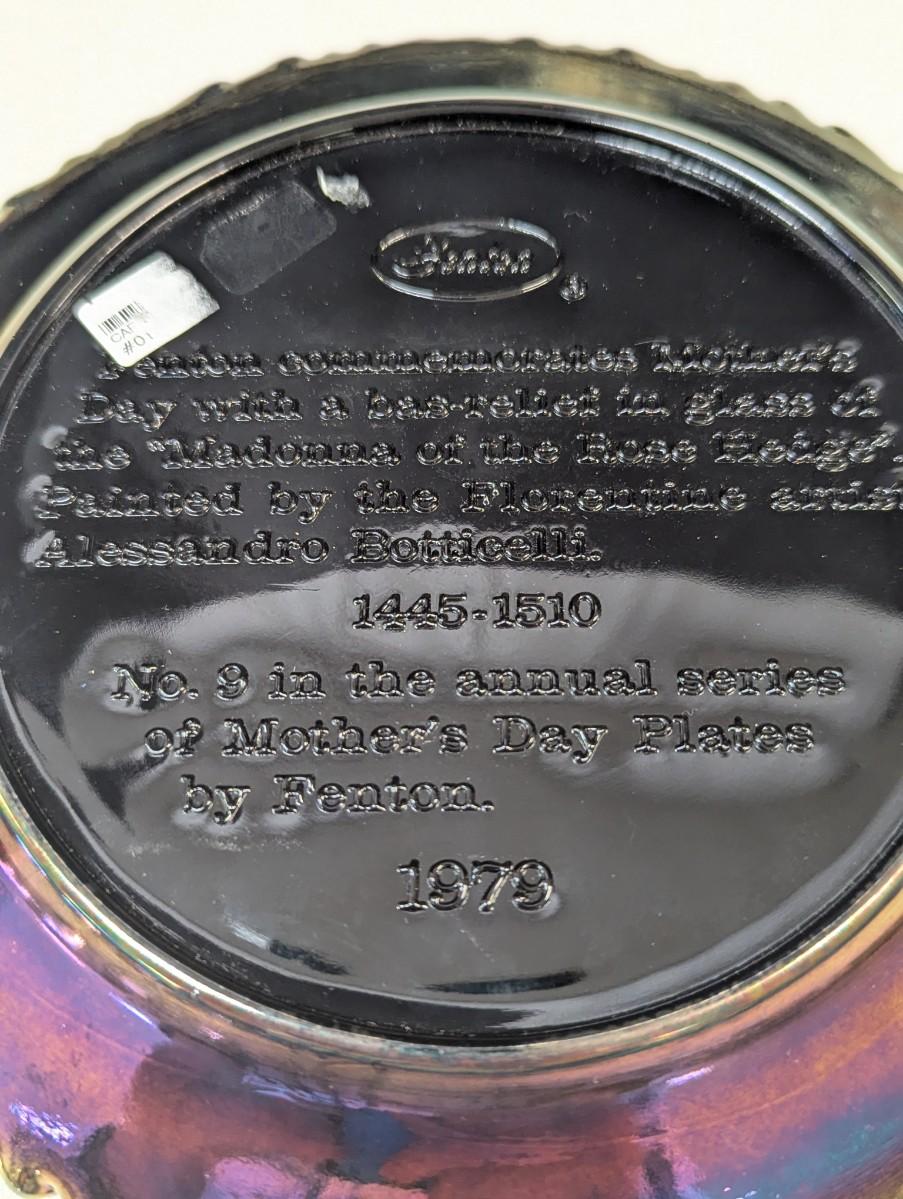 Fenton
®
CAF
#01
Fenton commemorates Mother's
Day with a bas-relief in glass of
the "Madonna of the Rose Hedge".
Painted by the Florentine artist
Alessandro Botticelli.
1445-1510
No. 9 in the annual series
of Mother's Day Plates
by Fenton.
1979